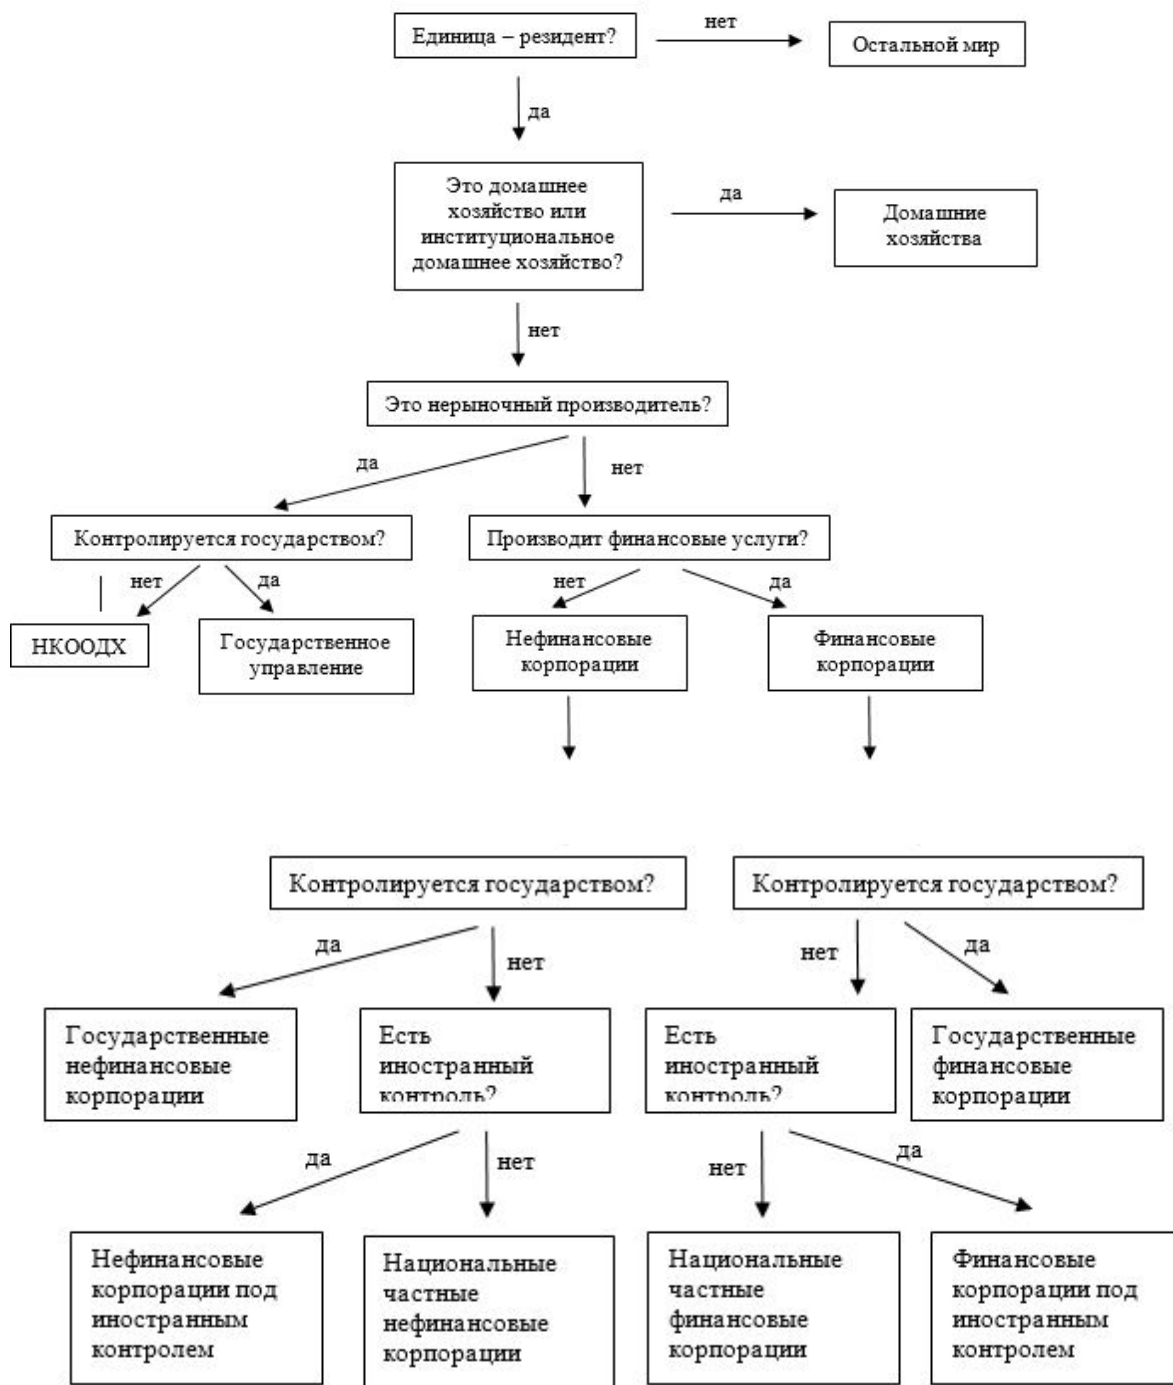 Единица – резидент?
нет
Остальной мир
да
Это домашнее
хозяйство или
институциональное
домашнее хозяйство?
да
Домашние
хозяйства
нет
Это нерыночный производитель?
да
нет
Контролируется государством?
Производит финансовые услуги?
нет
да
нет
да
НКООДХ
Государственное
управление
Нефинансовые
корпорации
Финансовые
корпорации
Контролируется государством?
Контролируется государством?
да
нет
нет
да
Государственные
нефинансовые
корпорации
Есть
иностранный
контроль?
Есть
иностранный
контроль?
Государственные
финансовые
корпорации
да
нет
нет
да
Нефинансовые
корпорации под
иностранным
контролем
Национальные
частные
нефинансовые
корпорации
Национальные
частные
финансовые
корпорации
Финансовые
корпорации под
иностранным
контролем